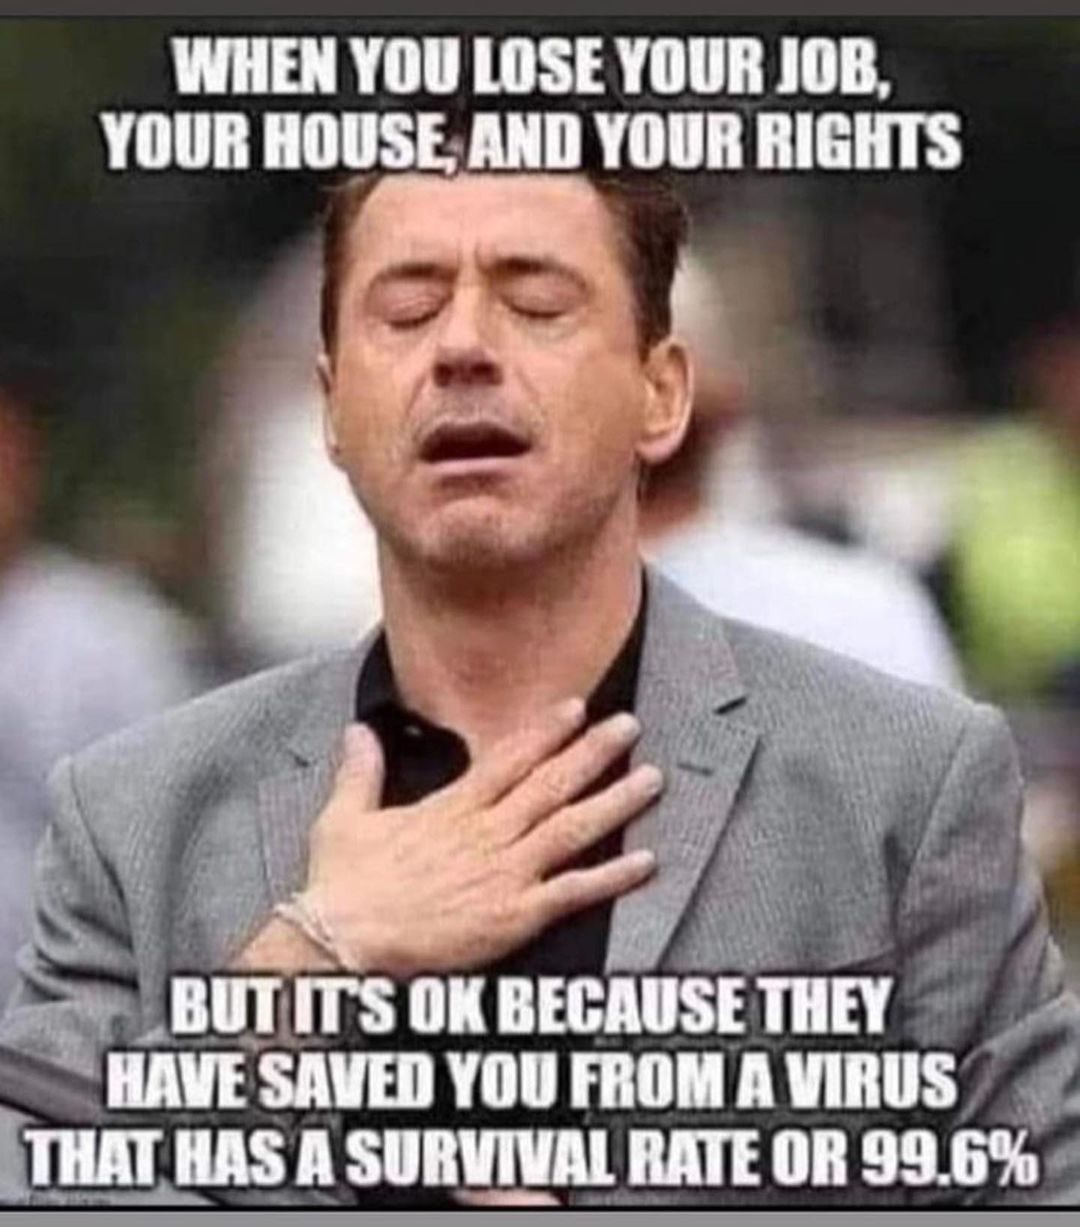 WHEN YOU LOSE YOUR JOB,
YOUR HOUSE, AND YOUR RIGHTS
BUT IT'S OK BECAUSE THEY
HAVE SAVED YOU FROM A VIRUS
THAT HAS A SURVIVAL RATE OR 99.6%